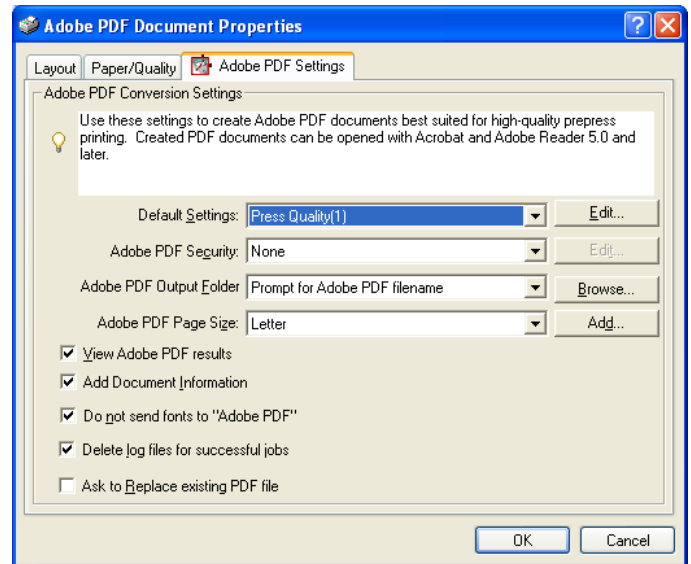 Adobe PDF Document Properties
Layout Paper/Quality Adobe PDF Settings
Adobe PDF Conversion Settings
Use these settings to create Adobe PDF documents best suited for high-quality prepress
printing. Created PDF documents can be opened with Acrobat and Adobe Reader 5.0 and
later.
Default Settings: Press Quality(1) Edit...
Adobe PDF Security: None Edit...
Adobe PDF Output Folder Prompt for Adobe PDF filename Browse...
Adobe PDF Page Size: Letter Add...
View Adobe PDF results
Add Document Information
Do not send fonts to "Adobe PDF"
Delete log files for successful jobs
Ask to Replace existing PDF file
OK Cancel